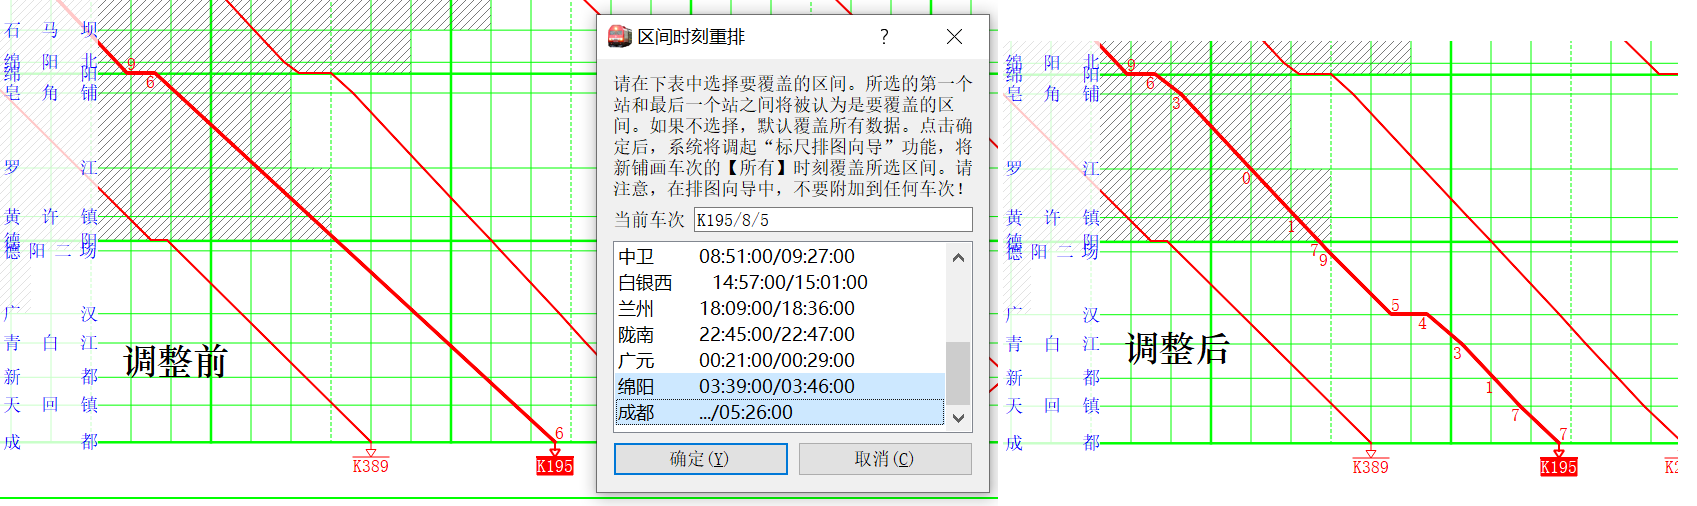 石马坝
绵阳北
绵阳
皂角铺
罗江
黄许镇
德阳
德阳二场
广汉
青白江
新都
天回镇
成都
9
6
6
调整前
K389
K195
区间时刻重排
?
请在下表中选择要覆盖的区间。所选的第一个
站和最后一个站之间将被认为是要覆盖的区
间。如果不选择，默认覆盖所有数据。点击确
定后，系统将调起“标尺排图向导”功能，将
新铺画车次的【所有】时刻覆盖所选区间。请
注意，在排图向导中，不要附加到任何车次！
当前车次 K195/8/5
中卫 08:51:00/09:27:00
白银西 14:57:00/15:01:00
兰州 18:09:00/18:36:00
陇南 22:45:00/22:47:00
广元 00:21:00/00:29:00
绵阳 03:39:00/03:46:00
成都 .../05:26:00
确定(Y) 取消(C)
绵阳北
绵阳
皂角铺
罗江
黄许镇
德阳
德阳二场
广汉
青白江
新都
天回镇
成都
9
6
3
0
1
7
9
5
4
3
1
7
7
调整后
K389
K195